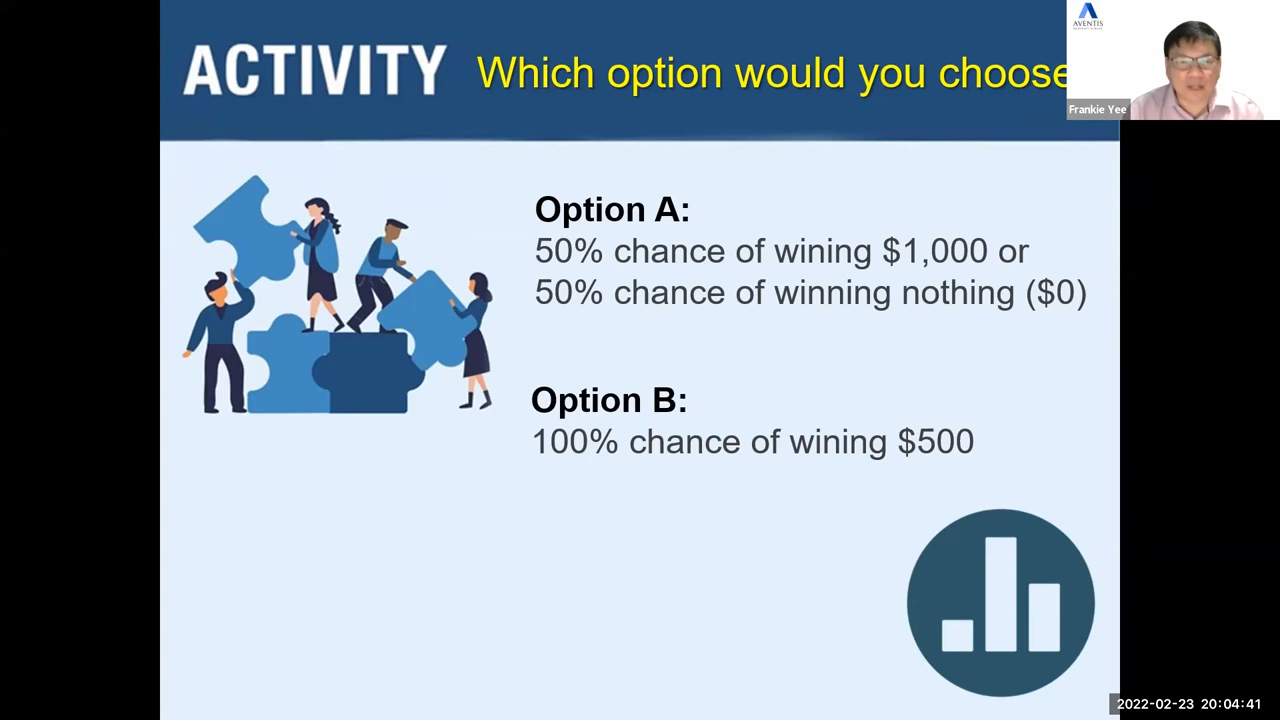 ACTIVITY Which option would you choose
AVENTIS
Frankie Yee
Option A:
50% chance of wining $1,000 or
50% chance of winning nothing ($0)
Option B:
100% chance of wining $500
2022-02-23 20:04:41